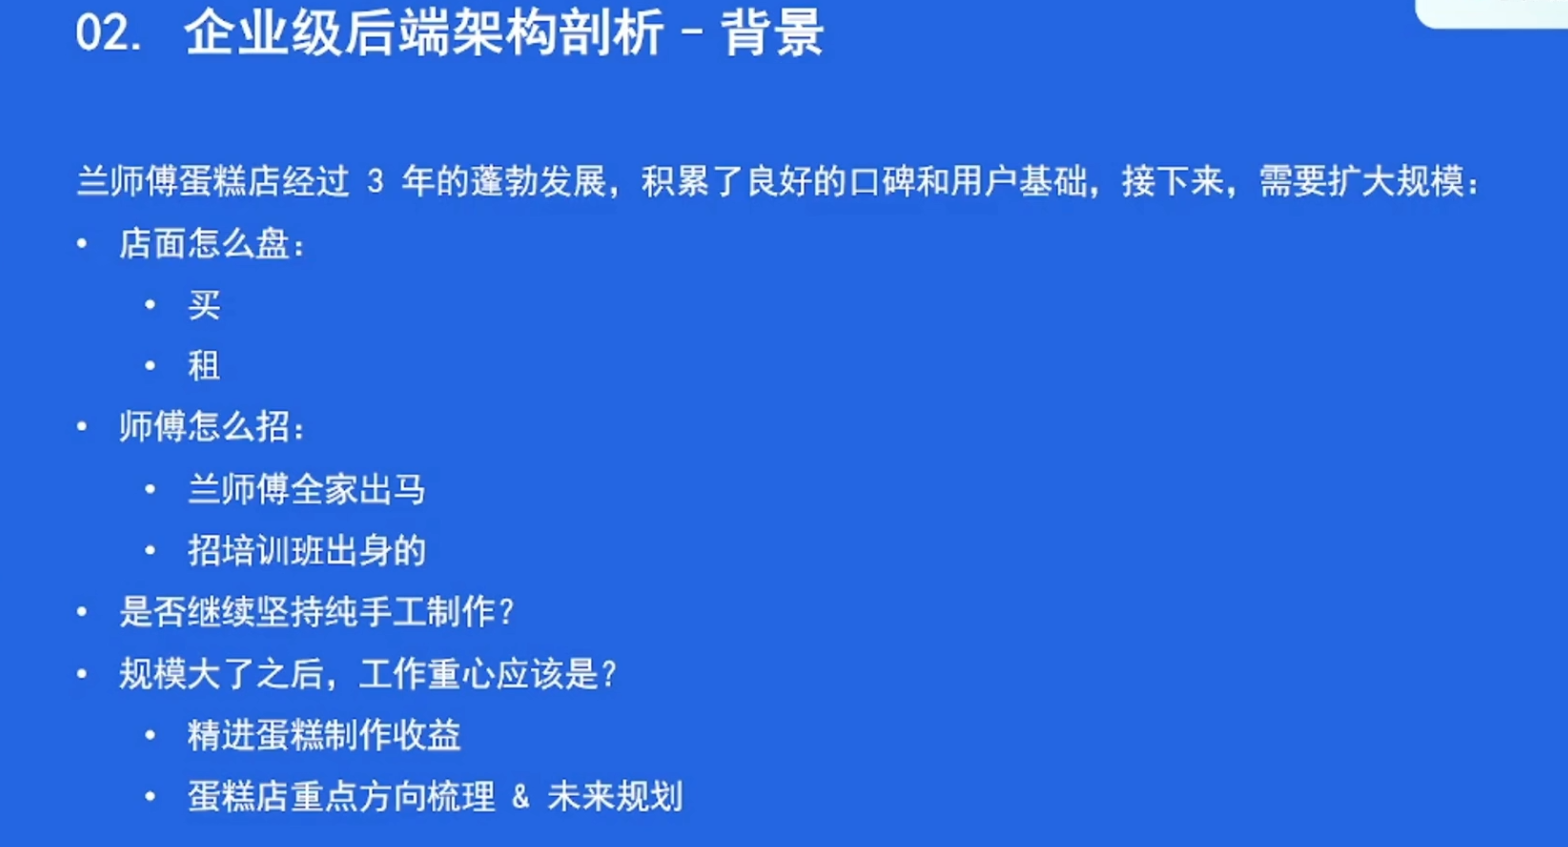 02. 企业级后端架构剖析 - 背景
兰师傅蛋糕店经过 3 年的蓬勃发展，积累了良好的口碑和用户基础，接下来，需要扩大规模：
• 店面怎么盘：
• 买
• 租
• 师傅怎么招：
• 兰师傅全家出马
• 招培训班出身的
• 是否继续坚持纯手工制作？
• 规模大了之后，工作重心应该是？
• 精进蛋糕制作收益
• 蛋糕店重点方向梳理 & 未来规划